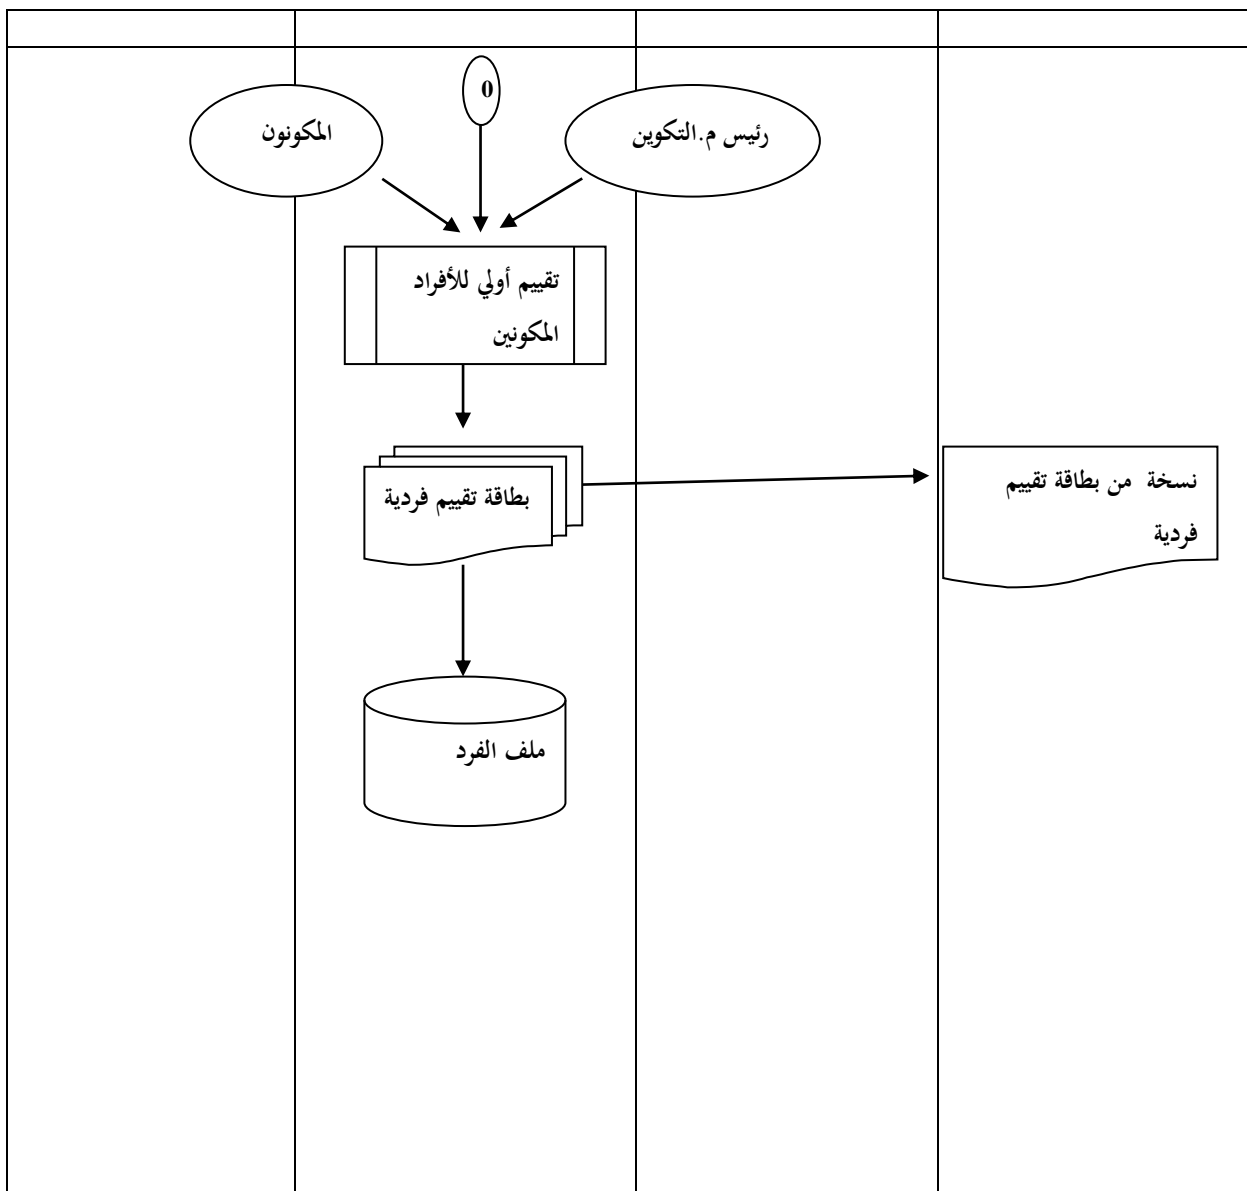 0
رئيس م.التكوين
المكونون
تقييم أولي للأفراد
المكونين
بطاقة تقييم فردية
نسخة من بطاقة تقييم
فردية
ملف الفرد